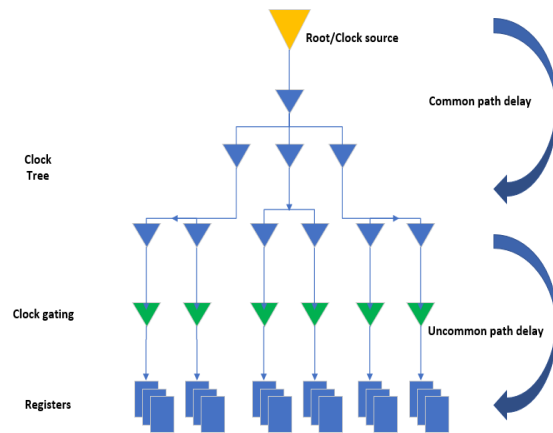 Root/Clock source
Common path delay
Clock
Tree
Clock gating
Uncommon path delay
Registers